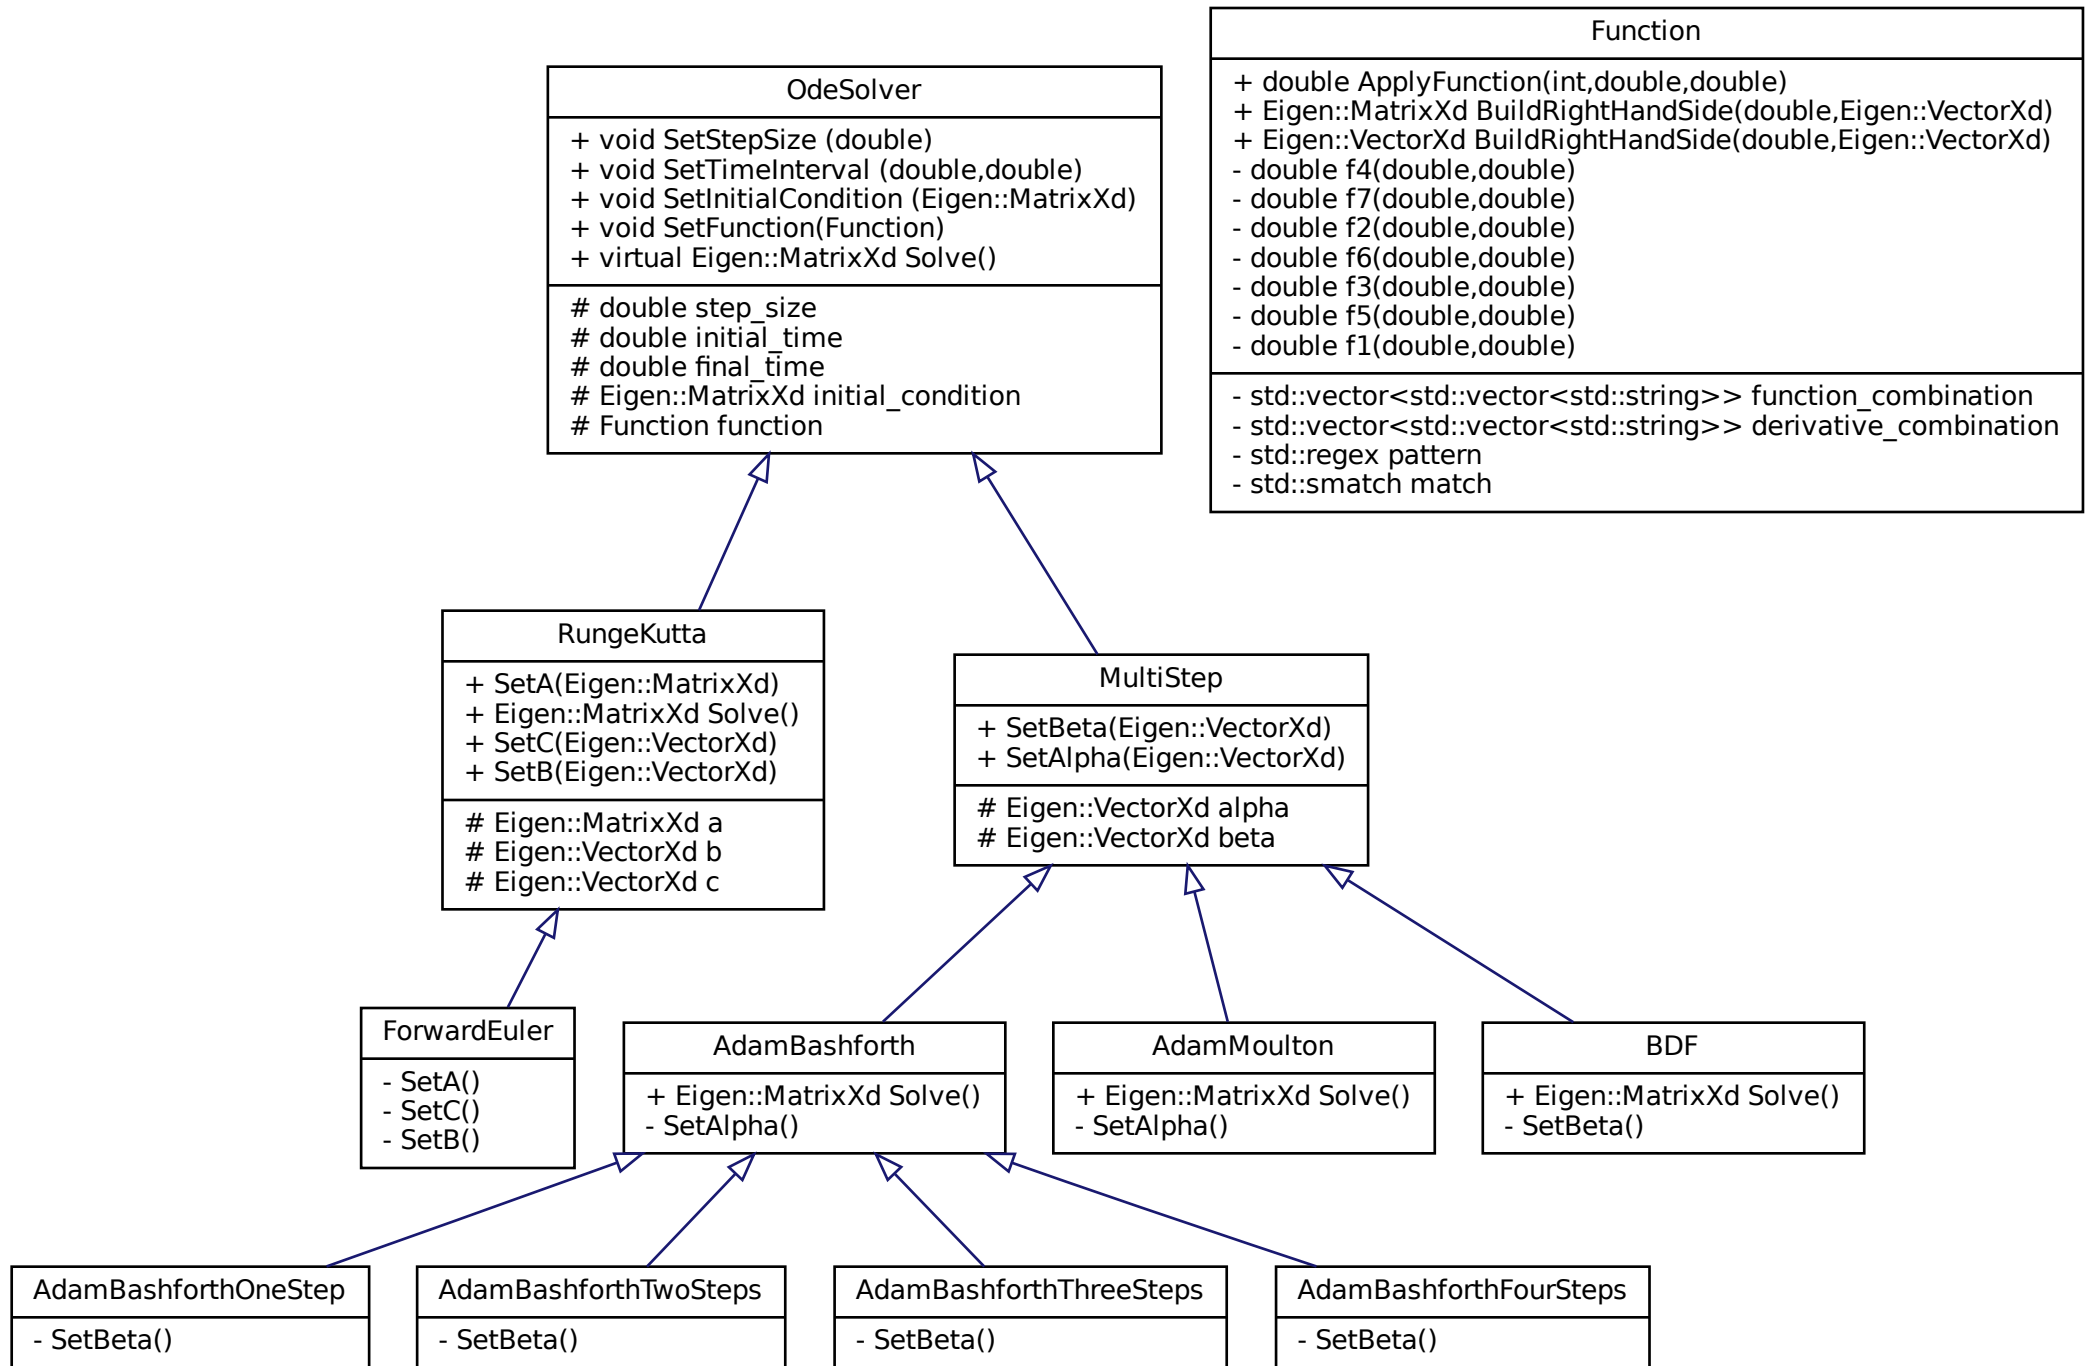 OdeSolver
+ void SetStepSize (double)
+ void SetTimeInterval (double,double)
+ void SetInitialCondition (Eigen::MatrixXd)
+ void SetFunction(Function)
+ virtual Eigen::MatrixXd Solve()
# double step_size
# double initial_time
# double final_time
# Eigen::MatrixXd initial_condition
# Function function
Function
+ double ApplyFunction(int,double,double)
+ Eigen::MatrixXd BuildRightHandSide(double,Eigen::VectorXd)
+ Eigen::VectorXd BuildRightHandSide(double,Eigen::VectorXd)
- double f4(double,double)
- double f7(double,double)
- double f2(double,double)
- double f6(double,double)
- double f3(double,double)
- double f5(double,double)
- double f1(double,double)
- std::vector<std::vector<std::string>> function_combination
- std::vector<std::vector<std::string>> derivative_combination
- std::regex pattern
- std::smatch match
RungeKutta
+ SetA(Eigen::MatrixXd)
+ Eigen::MatrixXd Solve()
+ SetC(Eigen::VectorXd)
+ SetB(Eigen::VectorXd)
# Eigen::MatrixXd a
# Eigen::VectorXd b
# Eigen::VectorXd c
MultiStep
+ SetBeta(Eigen::VectorXd)
+ SetAlpha(Eigen::VectorXd)
# Eigen::VectorXd alpha
# Eigen::VectorXd beta
ForwardEuler
- SetA()
- SetC()
- SetB()
AdamBashforth
+ Eigen::MatrixXd Solve()
- SetAlpha()
AdamMoulton
+ Eigen::MatrixXd Solve()
- SetAlpha()
BDF
+ Eigen::MatrixXd Solve()
- SetBeta()
AdamBashforthOneStep
- SetBeta()
AdamBashforthTwoSteps
- SetBeta()
AdamBashforthThreeSteps
- SetBeta()
AdamBashforthFourSteps
- SetBeta()